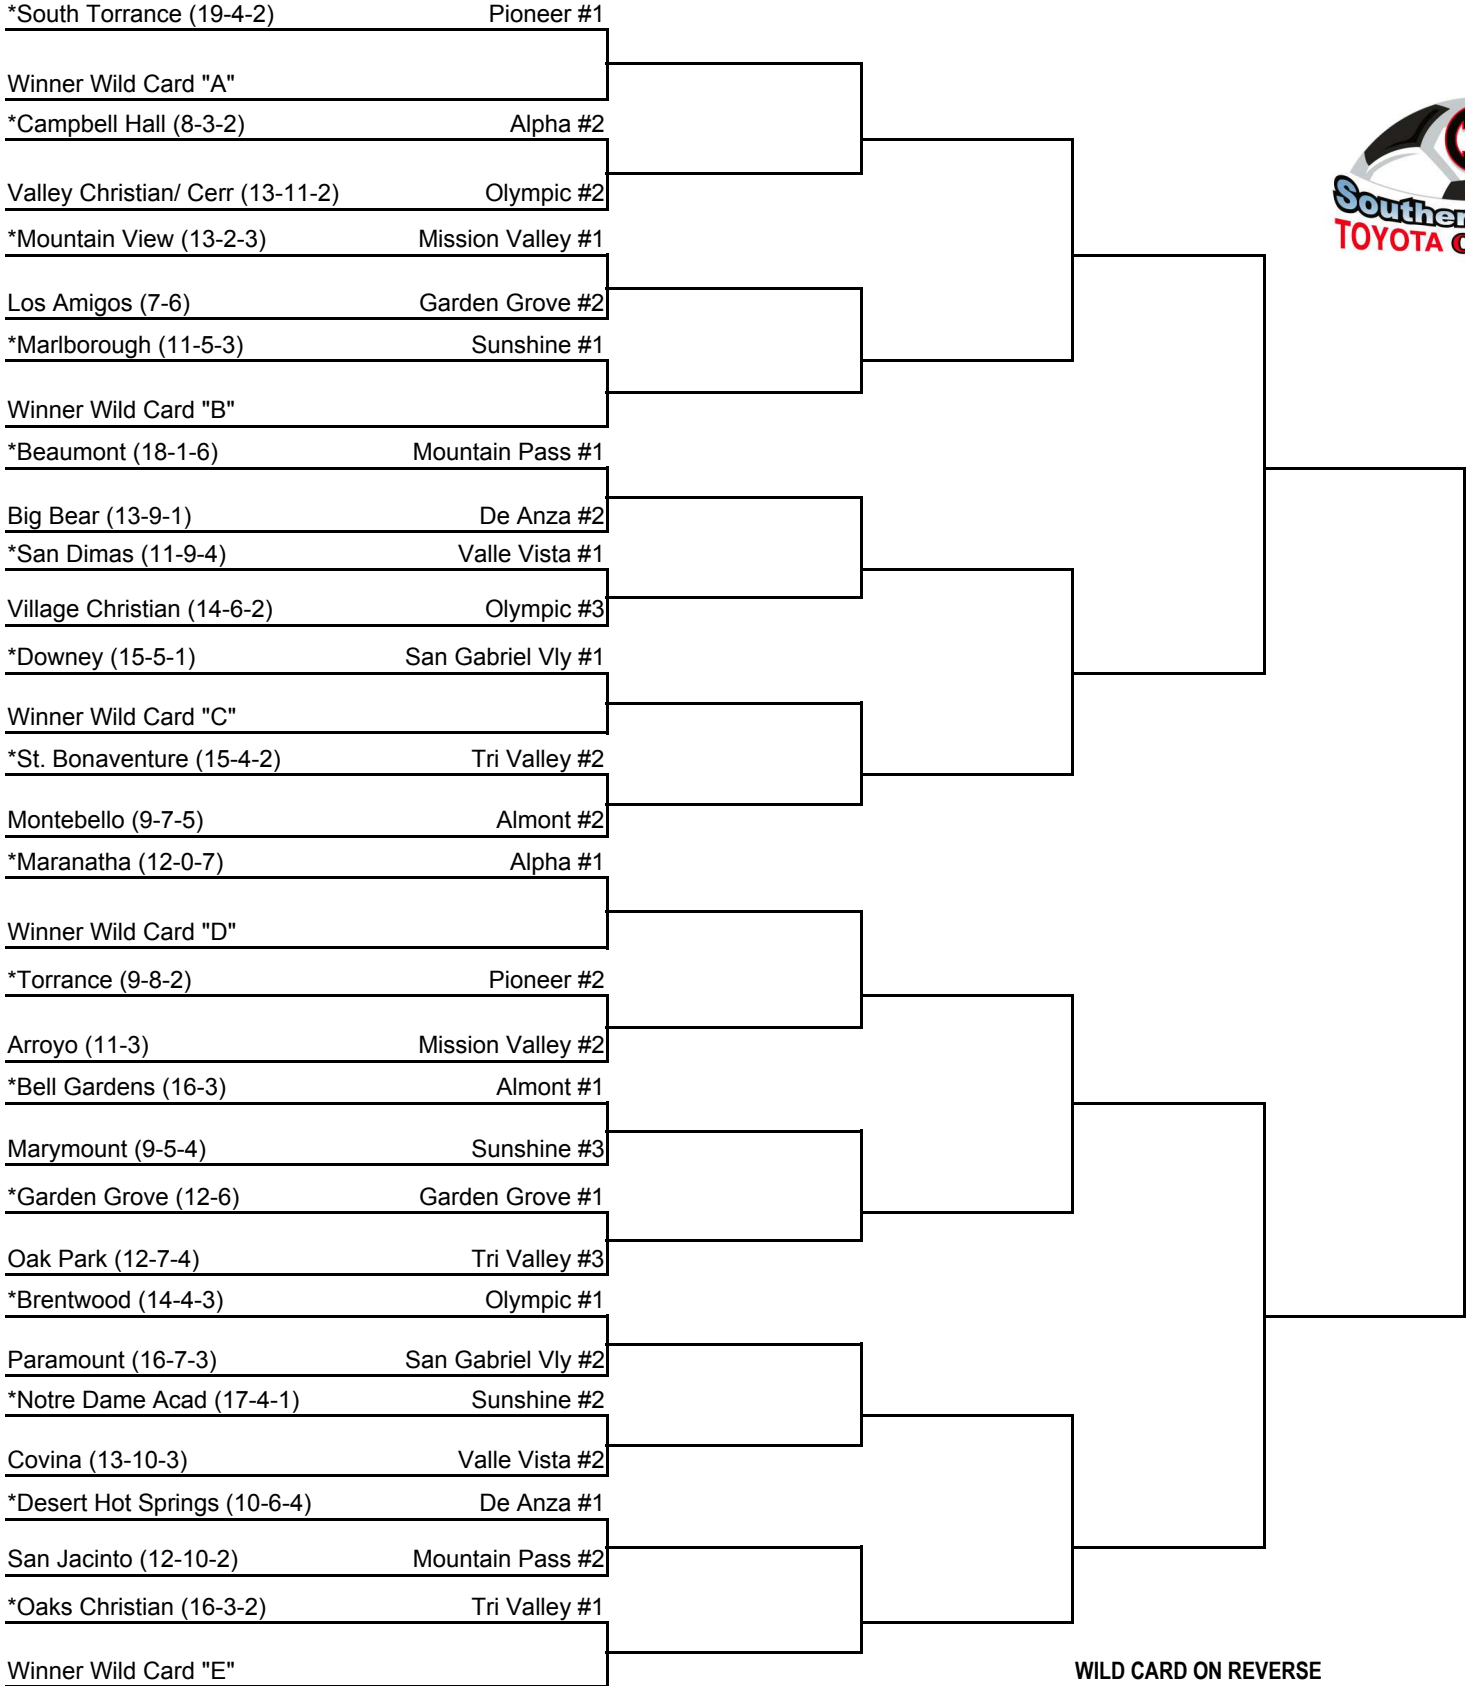 *South Torrance (19-4-2) Pioneer #1
Winner Wild Card "A"
*Campbell Hall (8-3-2) Alpha #2
Valley Christian/ Cerr (13-11-2) Olympic #2
*Mountain View (13-2-3) Mission Valley #1
Los Amigos (7-6) Garden Grove #2
*Marlborough (11-5-3) Sunshine #1
Winner Wild Card "B"
*Beaumont (18-1-6) Mountain Pass #1
Big Bear (13-9-1) De Anza #2
*San Dimas (11-9-4) Valle Vista #1
Village Christian (14-6-2) Olympic #3
*Downey (15-5-1) San Gabriel Vly #1
Winner Wild Card "C"
*St. Bonaventure (15-4-2) Tri Valley #2
Montebello (9-7-5) Almont #2
*Maranatha (12-0-7) Alpha #1
Winner Wild Card "D"
*Torrance (9-8-2) Pioneer #2
Arroyo (11-3) Mission Valley #2
*Bell Gardens (16-3) Almont #1
Marymount (9-5-4) Sunshine #3
*Garden Grove (12-6) Garden Grove #1
Oak Park (12-7-4) Tri Valley #3
*Brentwood (14-4-3) Olympic #1
Paramount (16-7-3) San Gabriel Vly #2
*Notre Dame Acad (17-4-1) Sunshine #2
Covina (13-10-3) Valle Vista #2
*Desert Hot Springs (10-6-4) De Anza #1
San Jacinto (12-10-2) Mountain Pass #2
*Oaks Christian (16-3-2) Tri Valley #1
Winner Wild Card "E"
WILD CARD ON REVERSE
Souther
TOYOTA